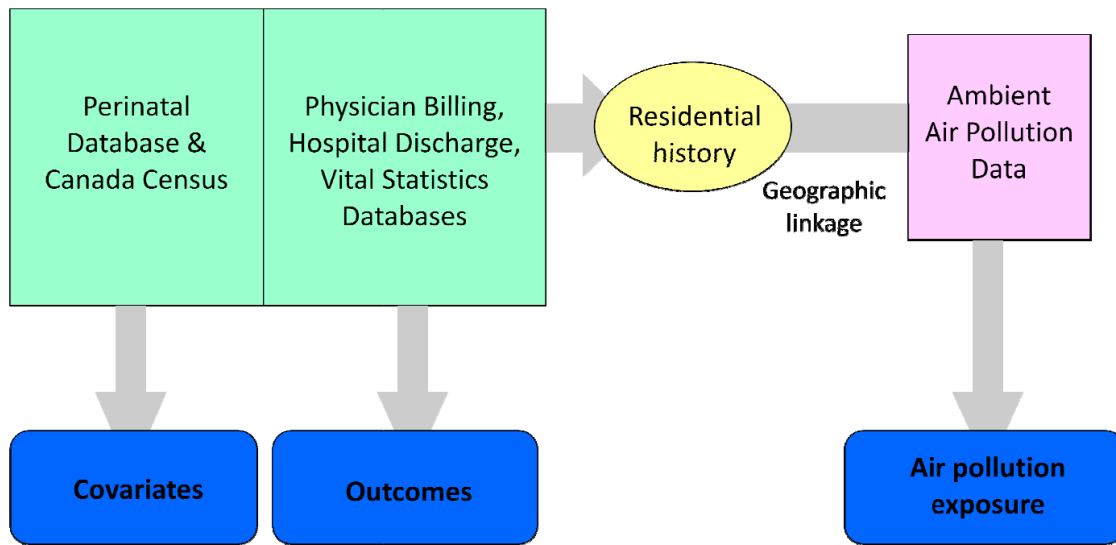 Perinatal
Database &
Canada Census
Physician Billing,
Hospital Discharge,
Vital Statistics
Databases
Residential
history
Geographic
linkage
Ambient
Air Pollution
Data
Covariates
Outcomes
Air pollution
exposure